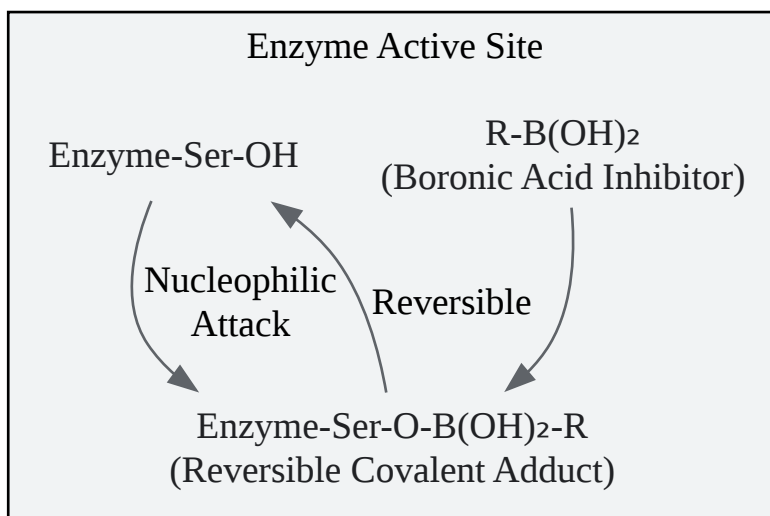 Enzyme Active Site
Enzyme-Ser-OH
R-B(OH)₂
(Boronic Acid Inhibitor)
Nucleophilic
Attack
Reversible
Enzyme-Ser-O-B(OH)₂-R
(Reversible Covalent Adduct)